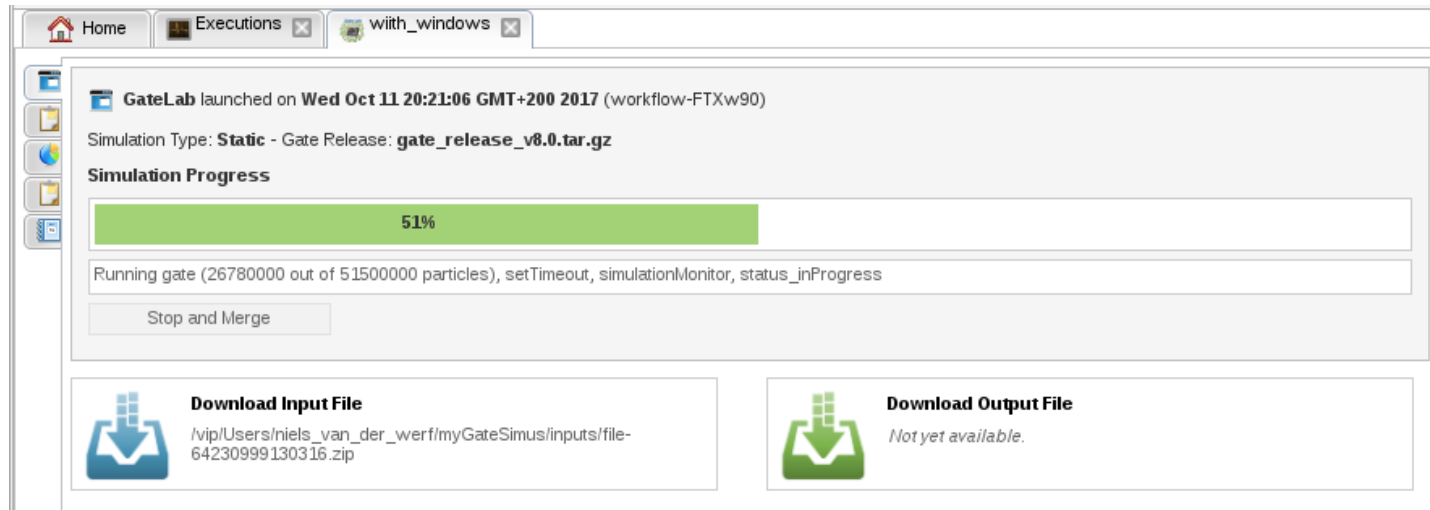 Home
Executions
wiith_windows
GateLab launched on Wed Oct 11 20:21:06 GMT+200 2017 (workflow-FTXw90)
Simulation Type: Static - Gate Release: gate_release_v8.0.tar.gz
Simulation Progress
51%
Running gate (26780000 out of 51500000 particles), setTimeout, simulationMonitor, status_inProgress
Stop and Merge
Download Input File
/vip/Users/niels_van_der_werf/myGateSimus/inputs/file-
64230999130316.zip
Download Output File
Not yet available.